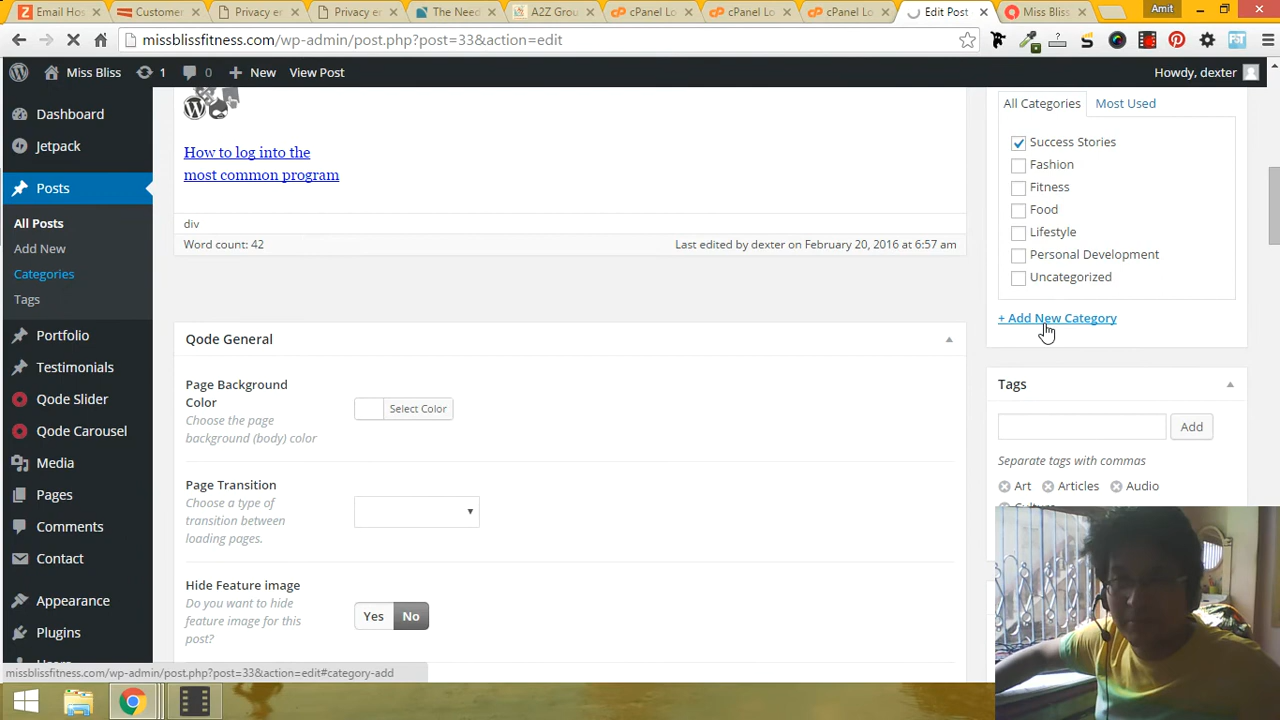 Email Hos
Customer
Privacy er
Privacy er
The Need
A2Z Grou
cPanel Lo
cPanel Lo
cPanel Lo
Edit Post
Miss Bliss
Amit
missblissfitness.com/wp-admin/post.php?post=33&action=edit
Miss Bliss
1
0
New
View Post
Howdy, dexter
Dashboard
Jetpack
Posts
All Posts
Add New
Categories
Tags
Portfolio
Testimonials
Qode Slider
Qode Carousel
Media
Pages
Comments
Contact
Appearance
Plugins
How to log into the
most common program
div
Word count: 42
Last edited by dexter on February 20, 2016 at 6:57 am
Qode General
Page Background
Color
Choose the page
background (body) color
Select Color
Page Transition
Choose a type of
transition between
loading pages.
Hide Feature image
Do you want to hide
feature image for this
post?
Yes
No
All Categories
Most Used
Success Stories
Fashion
Fitness
Food
Lifestyle
Personal Development
Uncategorized
+ Add New Category
Tags
Add
Separate tags with commas
Art
Articles
Audio
missblissfitness.com/wp-admin/post.php?post=33&action=edit#category-add